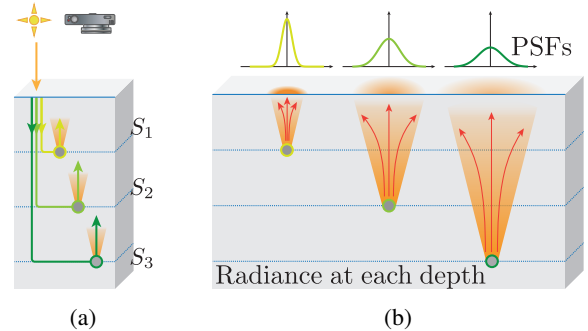 PSFs
S₁
S₂
S₃
Radiance at each depth
(a)
(b)